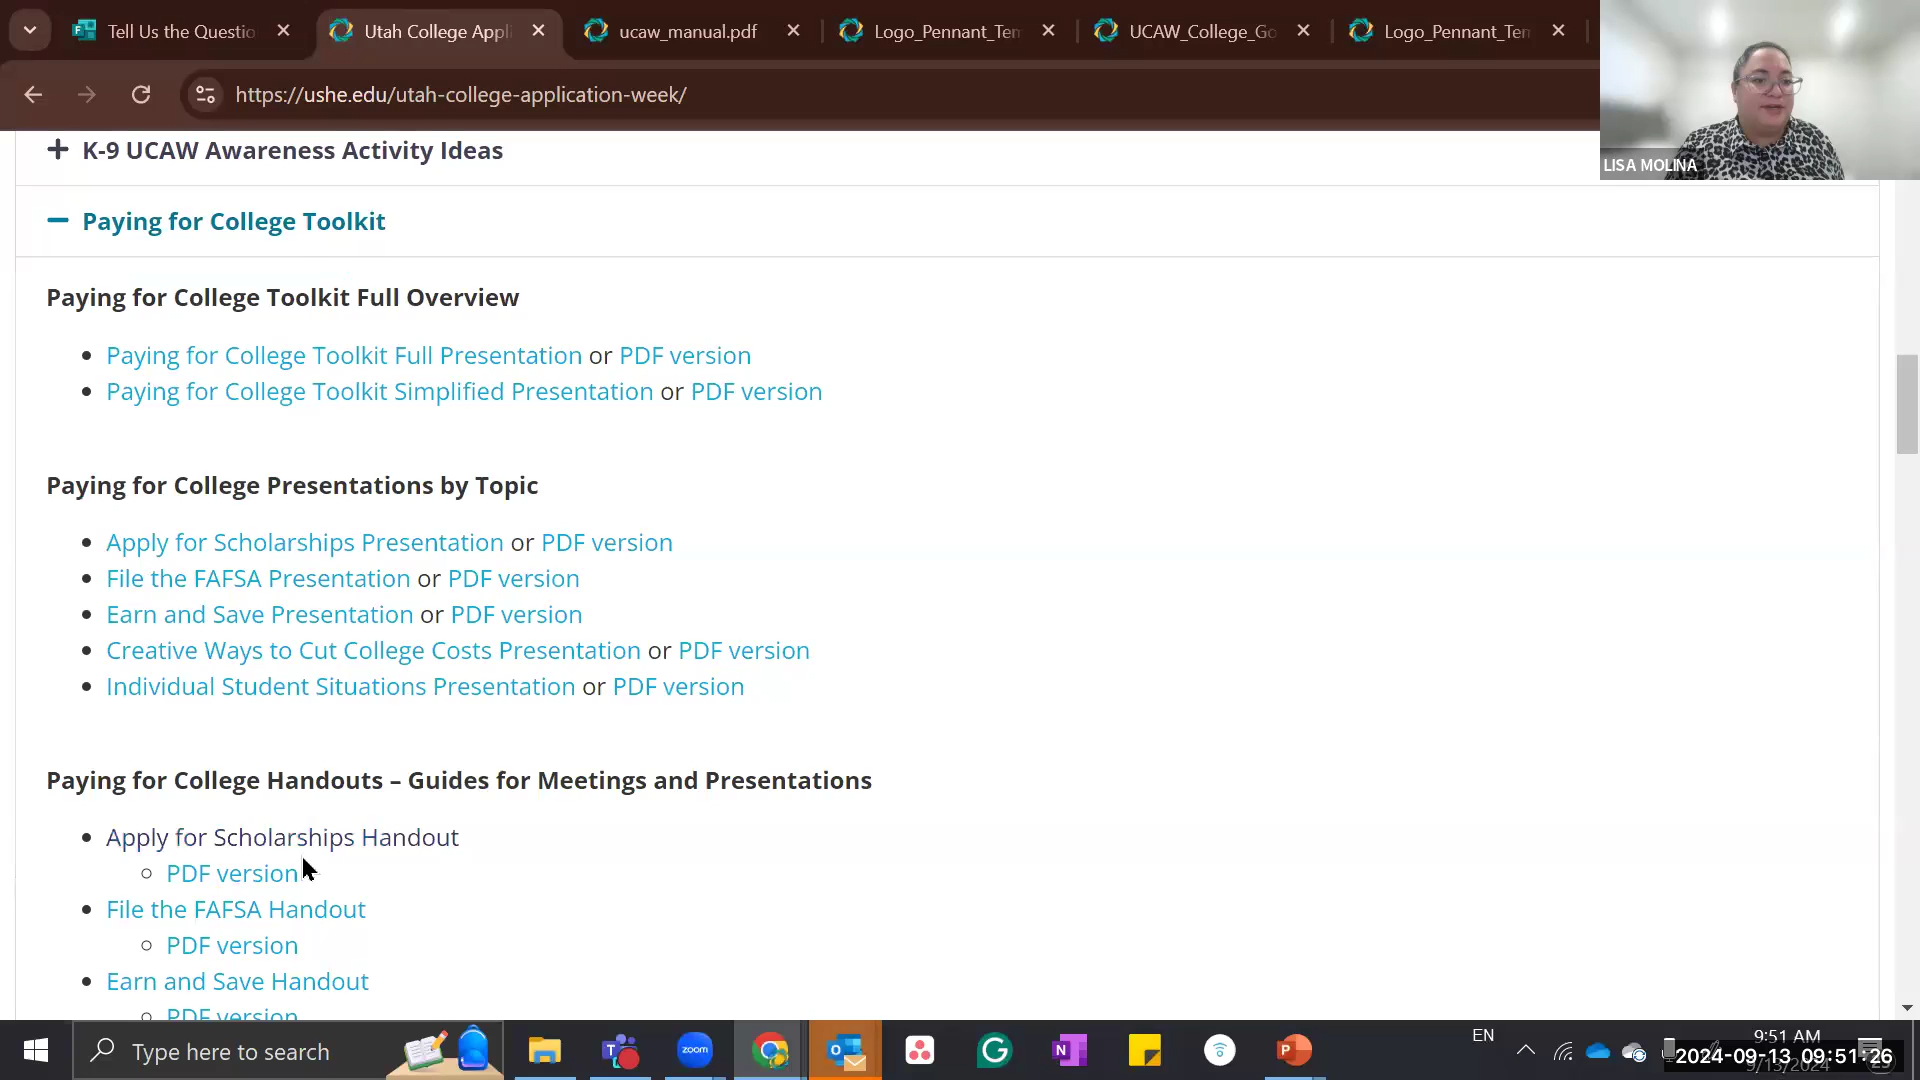 Tell Us the Questio
Utah College Appl
ucaw_manual.pdf
Logo_Pennant_Tem
UCAW_College_Go
Logo_Pennant_Tem
https://ushe.edu/utah-college-application-week/
LISA MOLINA
K-9 UCAW Awareness Activity Ideas
Paying for College Toolkit
Paying for College Toolkit Full Overview
Paying for College Toolkit Full Presentation or PDF version
Paying for College Toolkit Simplified Presentation or PDF version
Paying for College Presentations by Topic
Apply for Scholarships Presentation or PDF version
File the FAFSA Presentation or PDF version
Earn and Save Presentation or PDF version
Creative Ways to Cut College Costs Presentation or PDF version
Individual Student Situations Presentation or PDF version
Paying for College Handouts – Guides for Meetings and Presentations
Apply for Scholarships Handout
PDF version
File the FAFSA Handout
PDF version
Earn and Save Handout
PDF version
Type here to search
zoom
EN
9:51 AM
2024-09-13 09:51:26
9/13/2024